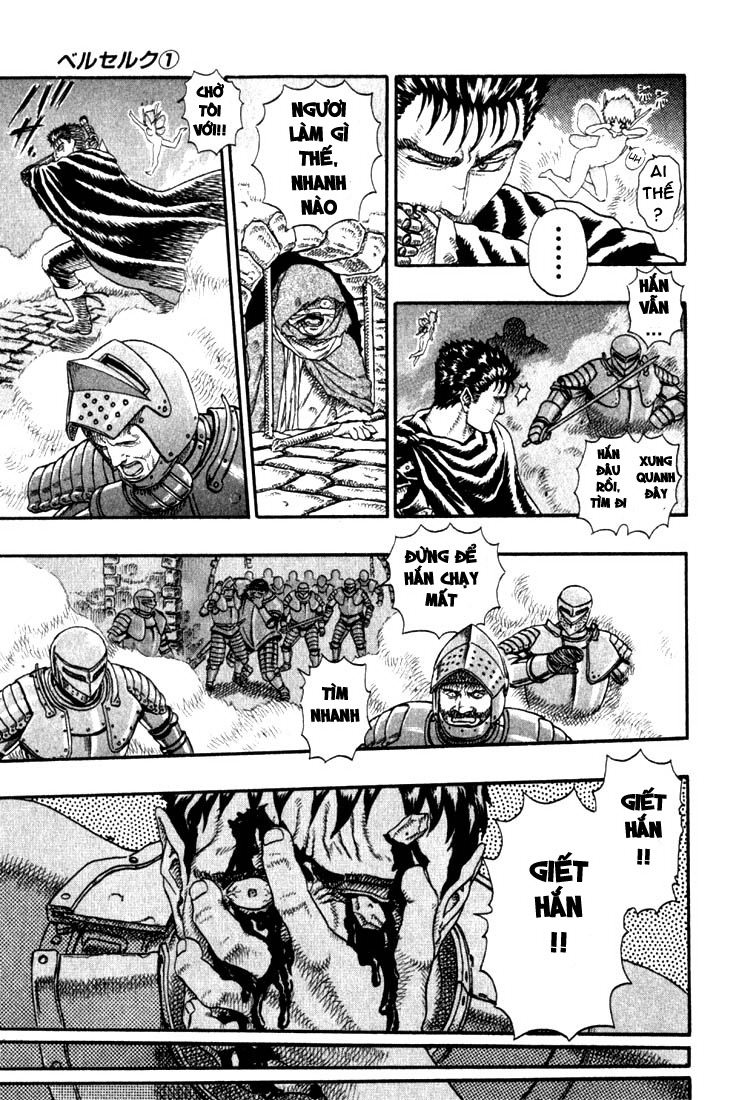 ベルセルク①
ÀI
THẾ
?
HẮN
VẪN
...
XUNG
QUANH
ĐÂY
HẮN
ĐÂU
RỒI,
TÌM ĐI
NGƯƠI
LÀM GÌ
THẾ,
NHANH
NÀO
CHỜ
TÔI
VỚI!!
ĐỪNG ĐỂ
HẮN CHẠY
MẤT
TÌM
NHANH
GIẾT
HẮN
!!
GIẾT
HẮN
!!